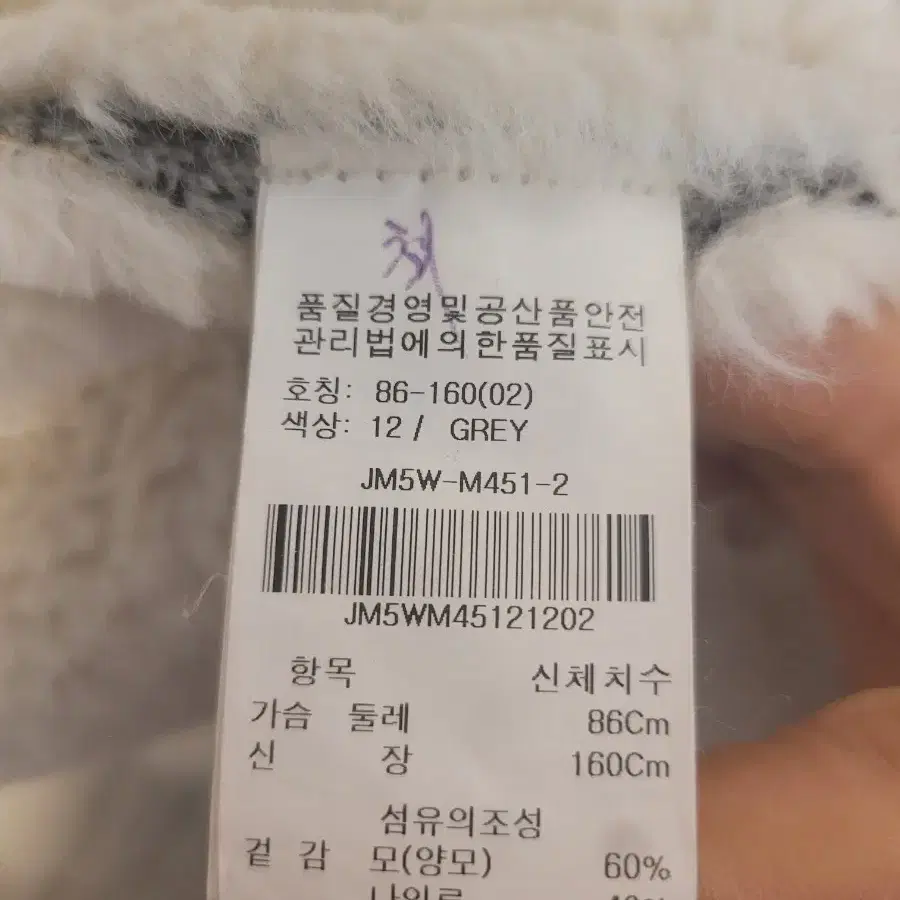 품질경영및공산품안전
관리법에의한품질표시
호칭: 86-160(02)
색상: 12 / GREY
JM5W-M451-2
JM5WM45121202
항목 신체치수
가슴 둘레 86Cm
신 장 160Cm
섬유의조성
겉 감 모(양모) 60%